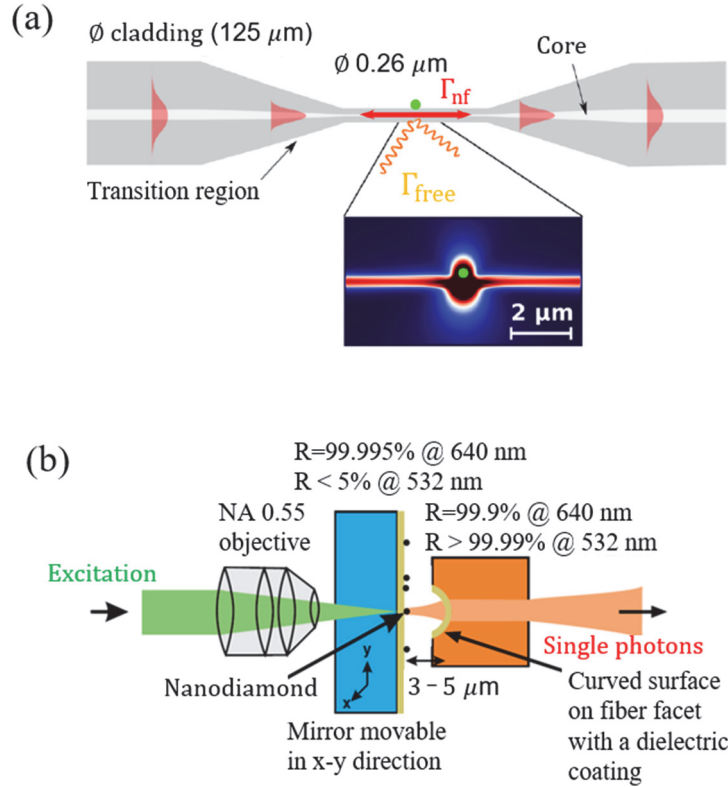 (a)
Ø cladding (125 μm)
Ø 0.26 μm
Core
Γnf
Transition region
Γfree
2 μm
(b)
R=99.995% @ 640 nm
R < 5% @ 532 nm
NA 0.55
objective
R=99.9% @ 640 nm
R > 99.99% @ 532 nm
Excitation
Single photons
Nanodiamond
y
x
3 – 5 μm
Mirror movable
in x-y direction
Curved surface
on fiber facet
with a dielectric
coating